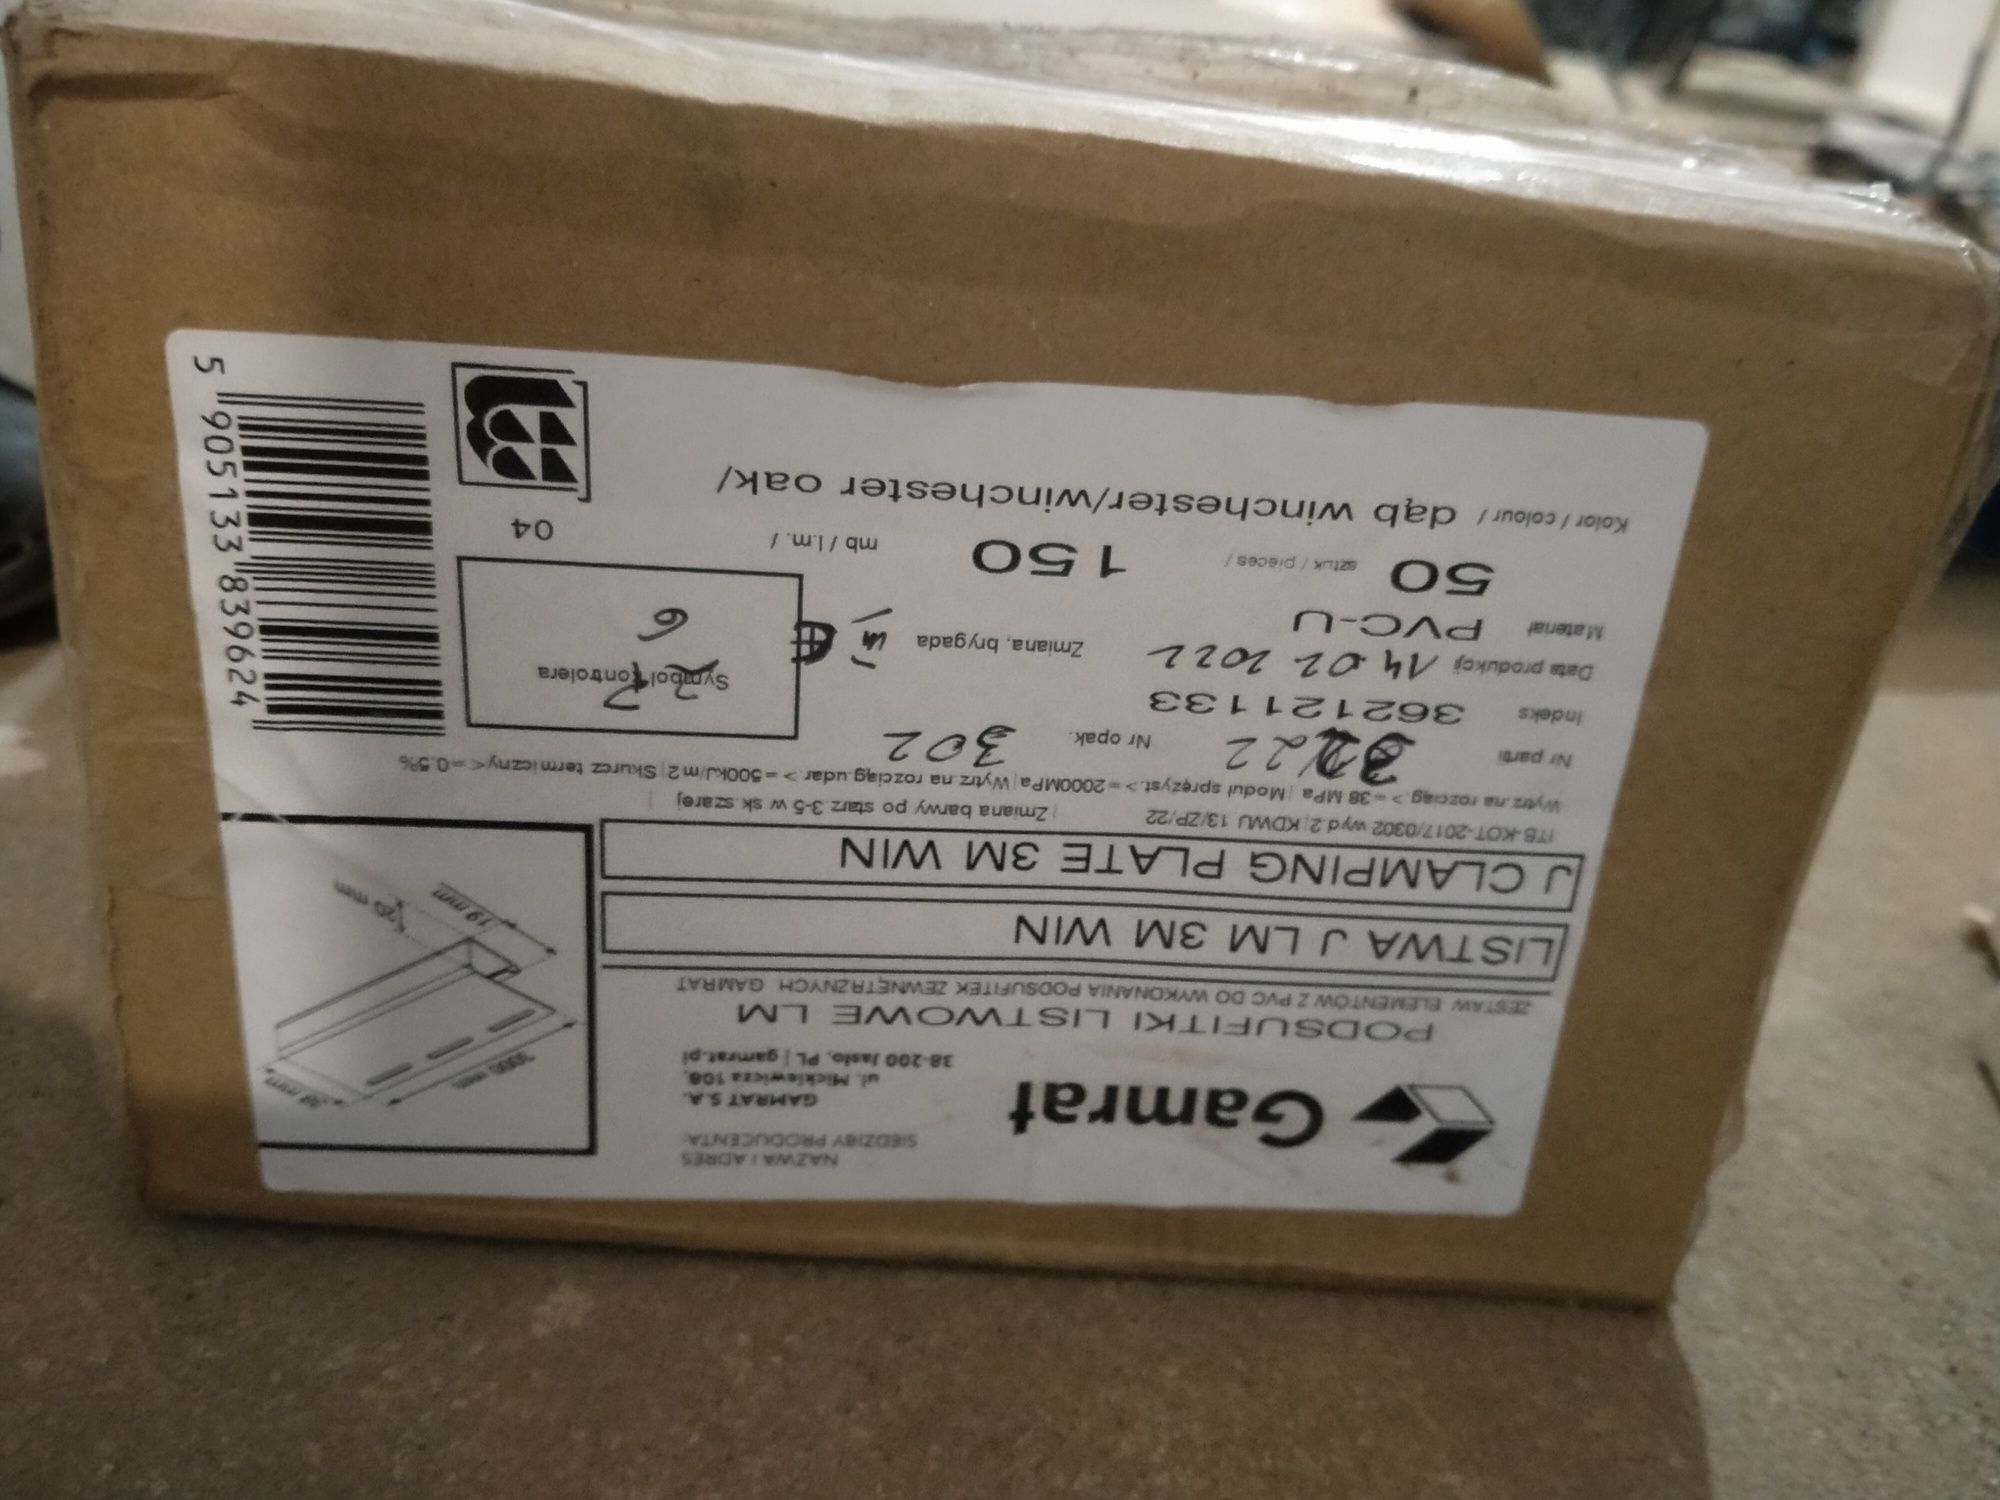 NAZWA I ADRES
SIEDZIBY PRODUCENTA:
Gamrat
GAMRAT S.A.
ul. Mickiewicza 108,
38-200 Jasło, PL | gamrat.pl
PODSUFITKI LISTWOWE LM
ZESTAW ELEMENTÓW Z PVC DO WYKONANIA PODSUFITEK ZEWNĘTRZNYCH GAMRAT
38 mm
3000 mm
19 mm
20 mm
LISTWA J LM 3M WIN
J CLAMPING PLATE 3M WIN
ITB-KOT-2017/0302 wyd 2| KDWU 13/ZP/22 | Zmiana barwy po starz.3-5 w sk.szarej |
Wytrz.na rozciąg.>=38 MPa | Moduł sprężyst.>=2000MPa| Wytrz.na rozciąg.udar.>=500kJ/m2| Skurcz termiczny<=0.5%
Nr partii 22 Nr opak. 302
Indeks 362121133
Data produkcji 14.02 2022 Zmiana, brygada
Symbol Kontrolera
27
6
Materiał PVC-U
50 sztuk / pieces / 150 mb / l.m. /
Kolor / colour / dąb winchester/winchester oak/
04
5 905133 839624